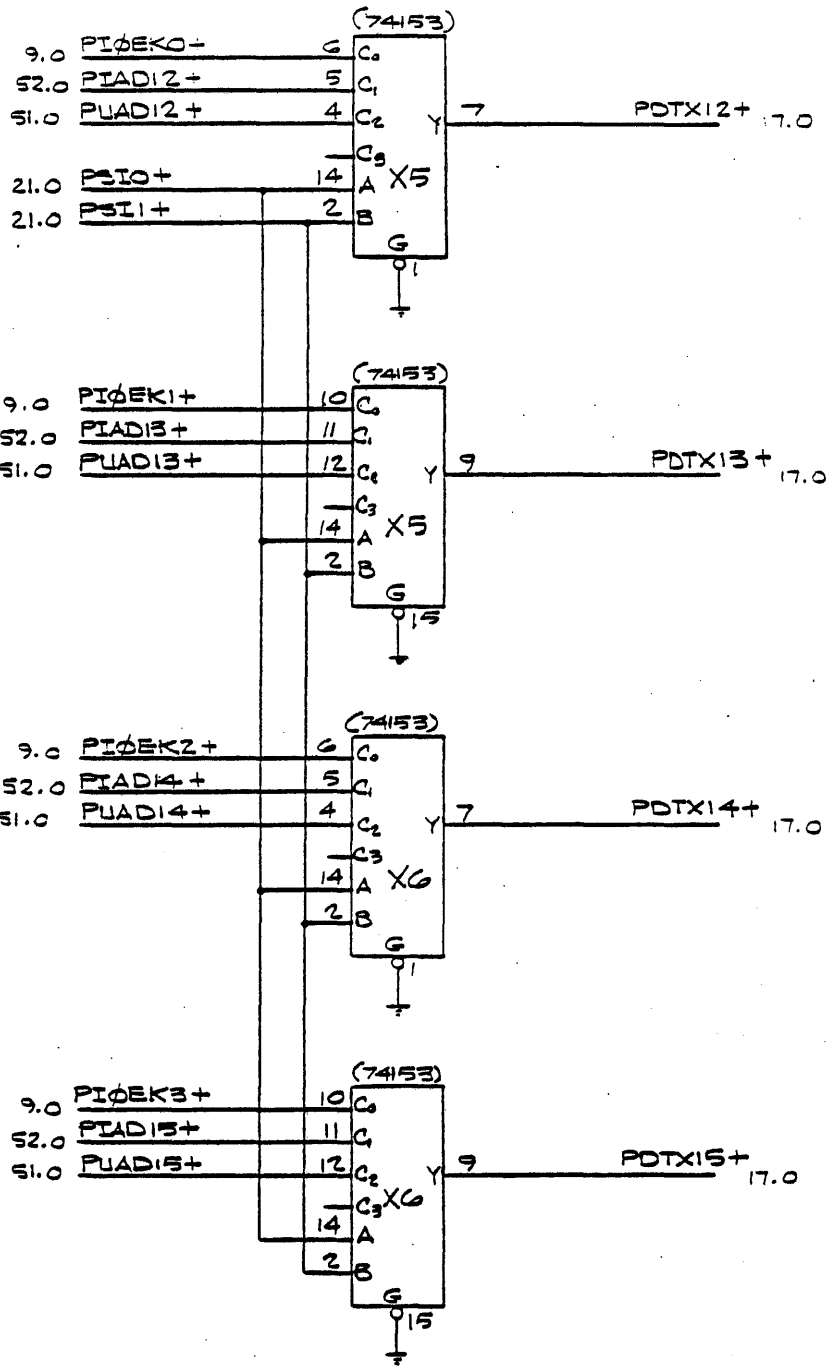 (74153)
9.0 PIØEK0+ 6 C0
52.0 PIAD12+ 5 C1
51.0 PUAD12+ 4 C2 Y 7 PDTX12+ 17.0
C3
21.0 PSI0+ 14 A X5
21.0 PSI1+ 2 B
G
1
(74153)
9.0 PIØEK1+ 10 C0
52.0 PIAD13+ 11 C1
51.0 PUAD13+ 12 C2 Y 9 PDTX13+ 17.0
C3
14 A X5
2 B
G
15
(74153)
9.0 PIØEK2+ 6 C0
52.0 PIAD14+ 5 C1
51.0 PUAD14+ 4 C2 Y 7 PDTX14+ 17.0
C3
14 A X6
2 B
G
1
(74153)
9.0 PIØEK3+ 10 C0
52.0 PIAD15+ 11 C1
51.0 PUAD15+ 12 C2 Y 9 PDTX15+ 17.0
C3 X6
14 A
2 B
G
15